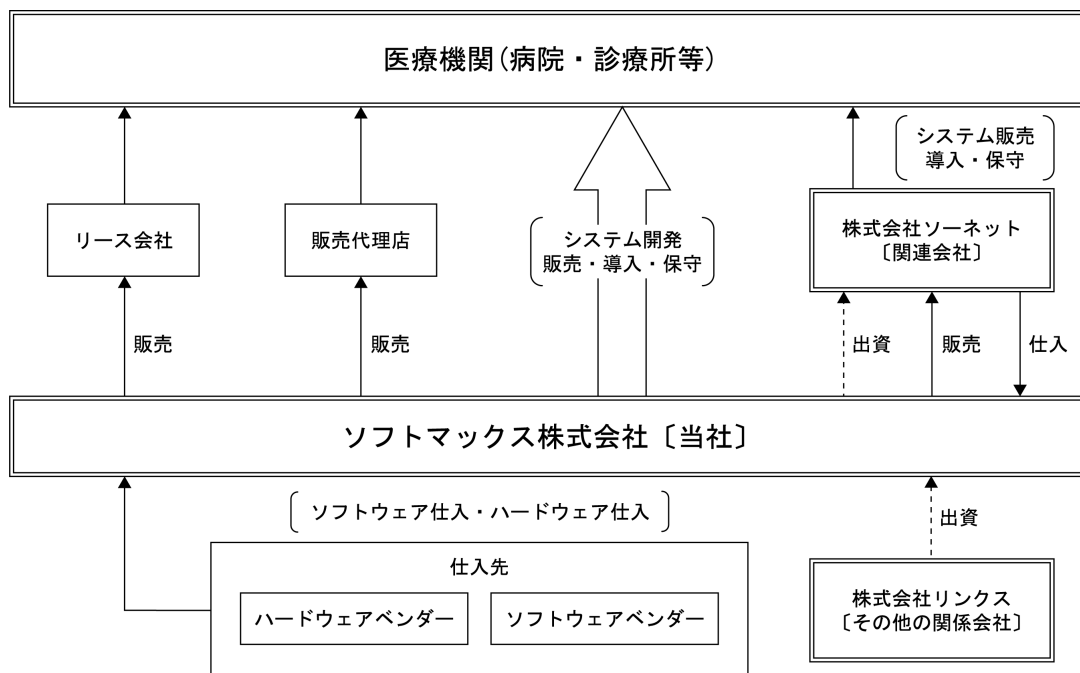 医療機関(病院・診療所等)
システム販売
導入・保守
リース会社
販売代理店
システム開発
販売・導入・保守
株式会社ソーネット
〔関連会社〕
販売
販売
出資
販売
仕入
ソフトマックス株式会社〔当社〕
ソフトウェア仕入・ハードウェア仕入
出資
仕入先
ハードウェアベンダー
ソフトウェアベンダー
株式会社リンクス
〔その他の関係会社〕